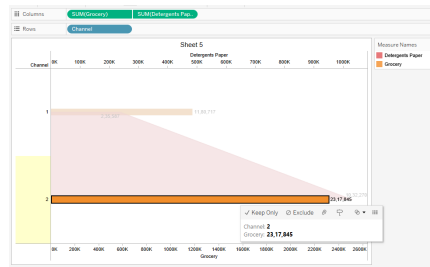 Columns SUM(Grocery) SUM(Detergents Pap..
Rows Channel
Sheet 5
Measure Names
Detergents Paper
Grocery
Detergents Paper
Channel 0K 100K 200K 300K 400K 500K 600K 700K 800K 900K 1000K
1
2
23,17,845
Keep Only Exclude
Channel: 2
Grocery: 23,17,845
0K 200K 400K 600K 800K 1000K 1200K 1400K 1600K 1800K 2000K 2200K 2400K 2600K
Grocery